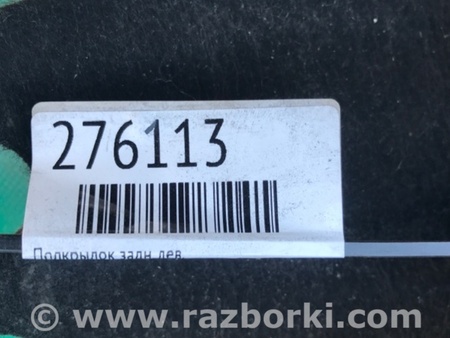 276113
Подкрылок задн лев
© www.razborki.com